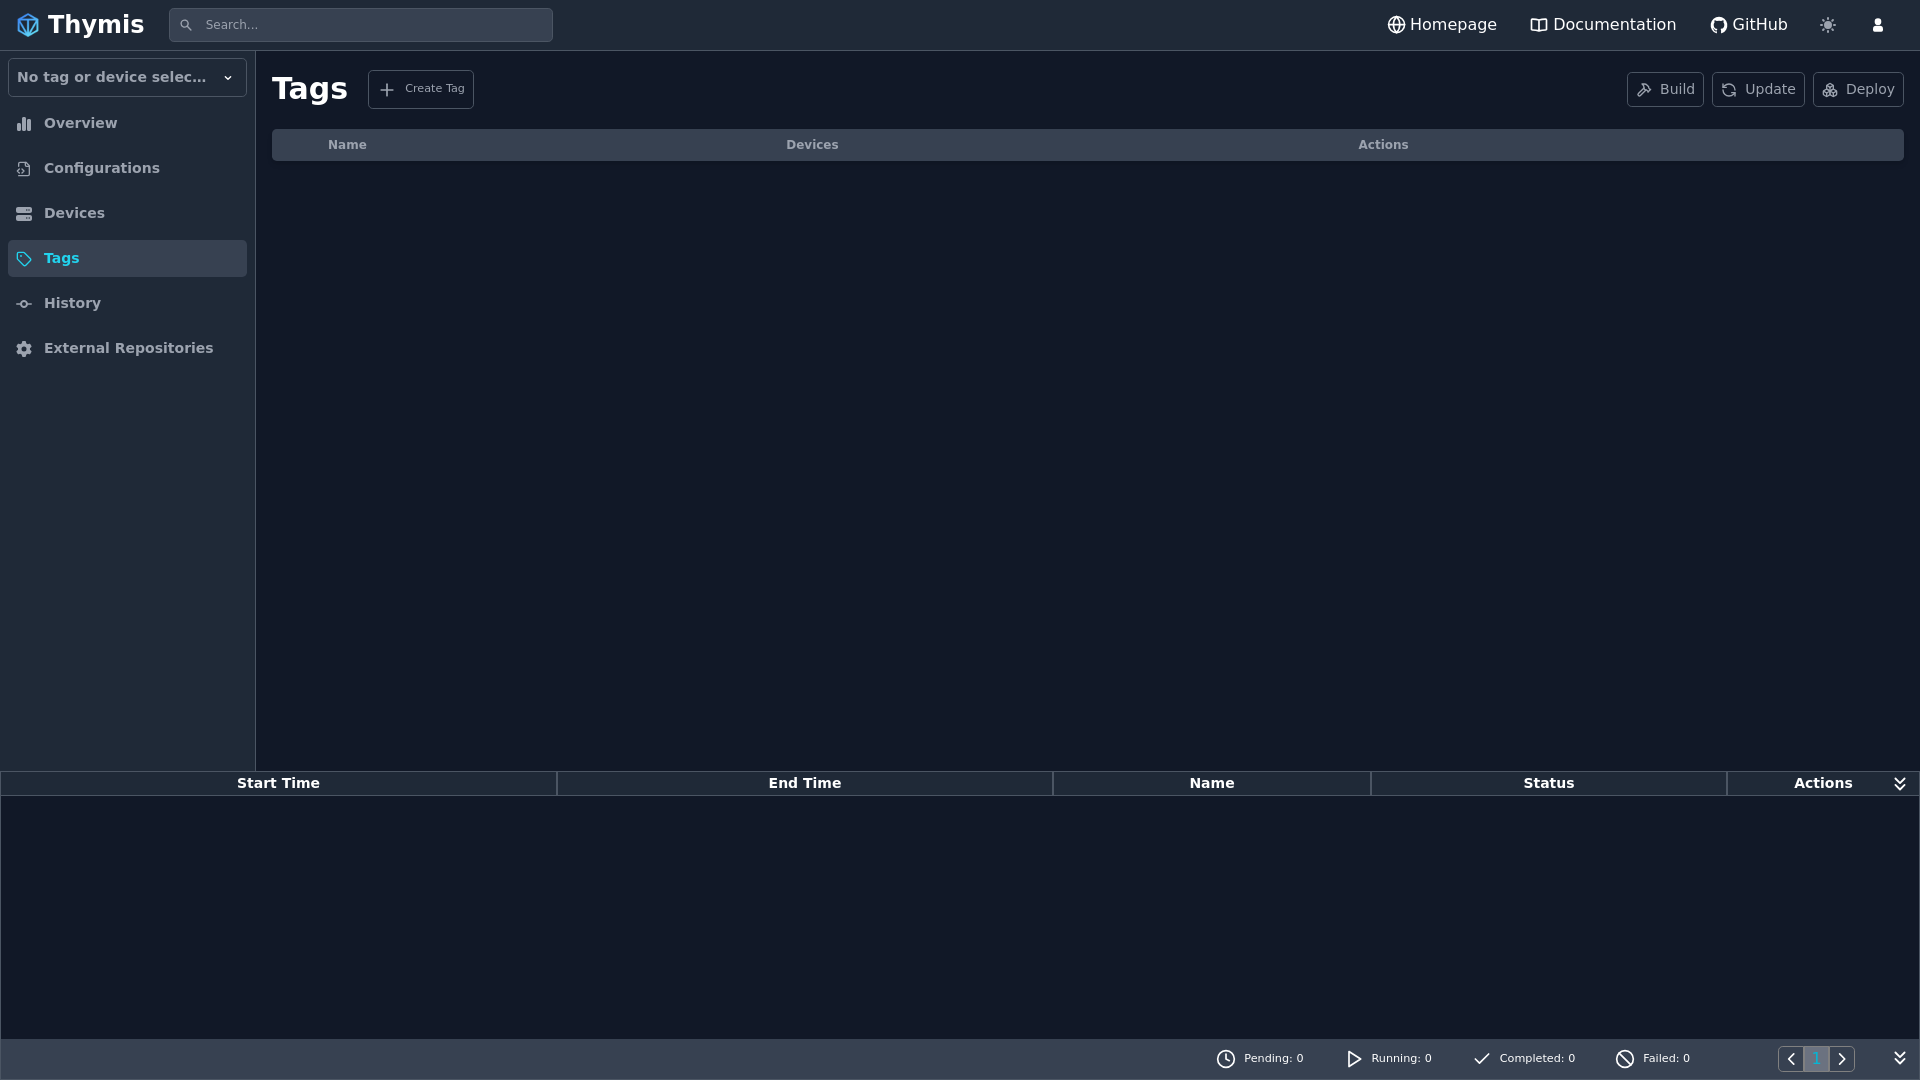 Thymis
Search...
Homepage
Documentation
GitHub
No tag or device selec...
Overview
Configurations
Devices
Tags
History
External Repositories
Tags
Create Tag
Build
Update
Deploy
Name Devices Actions
Start Time End Time Name Status Actions
Pending: 0 Running: 0 Completed: 0 Failed: 0
1